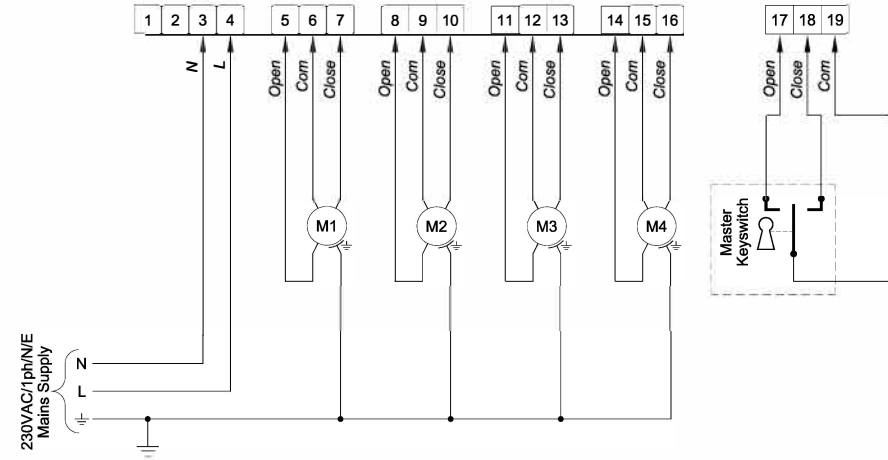 1 2 3 4 5 6 7 8 9 10 11 12 13 14 15 16 17 18 19
N L Open Com Close Open Com Close Open Com Close Open Com Close Open Close Com
M1 M2 M3 M4
Master
Keyswitch
230VAC/1ph/N/E
Mains Supply
N
L